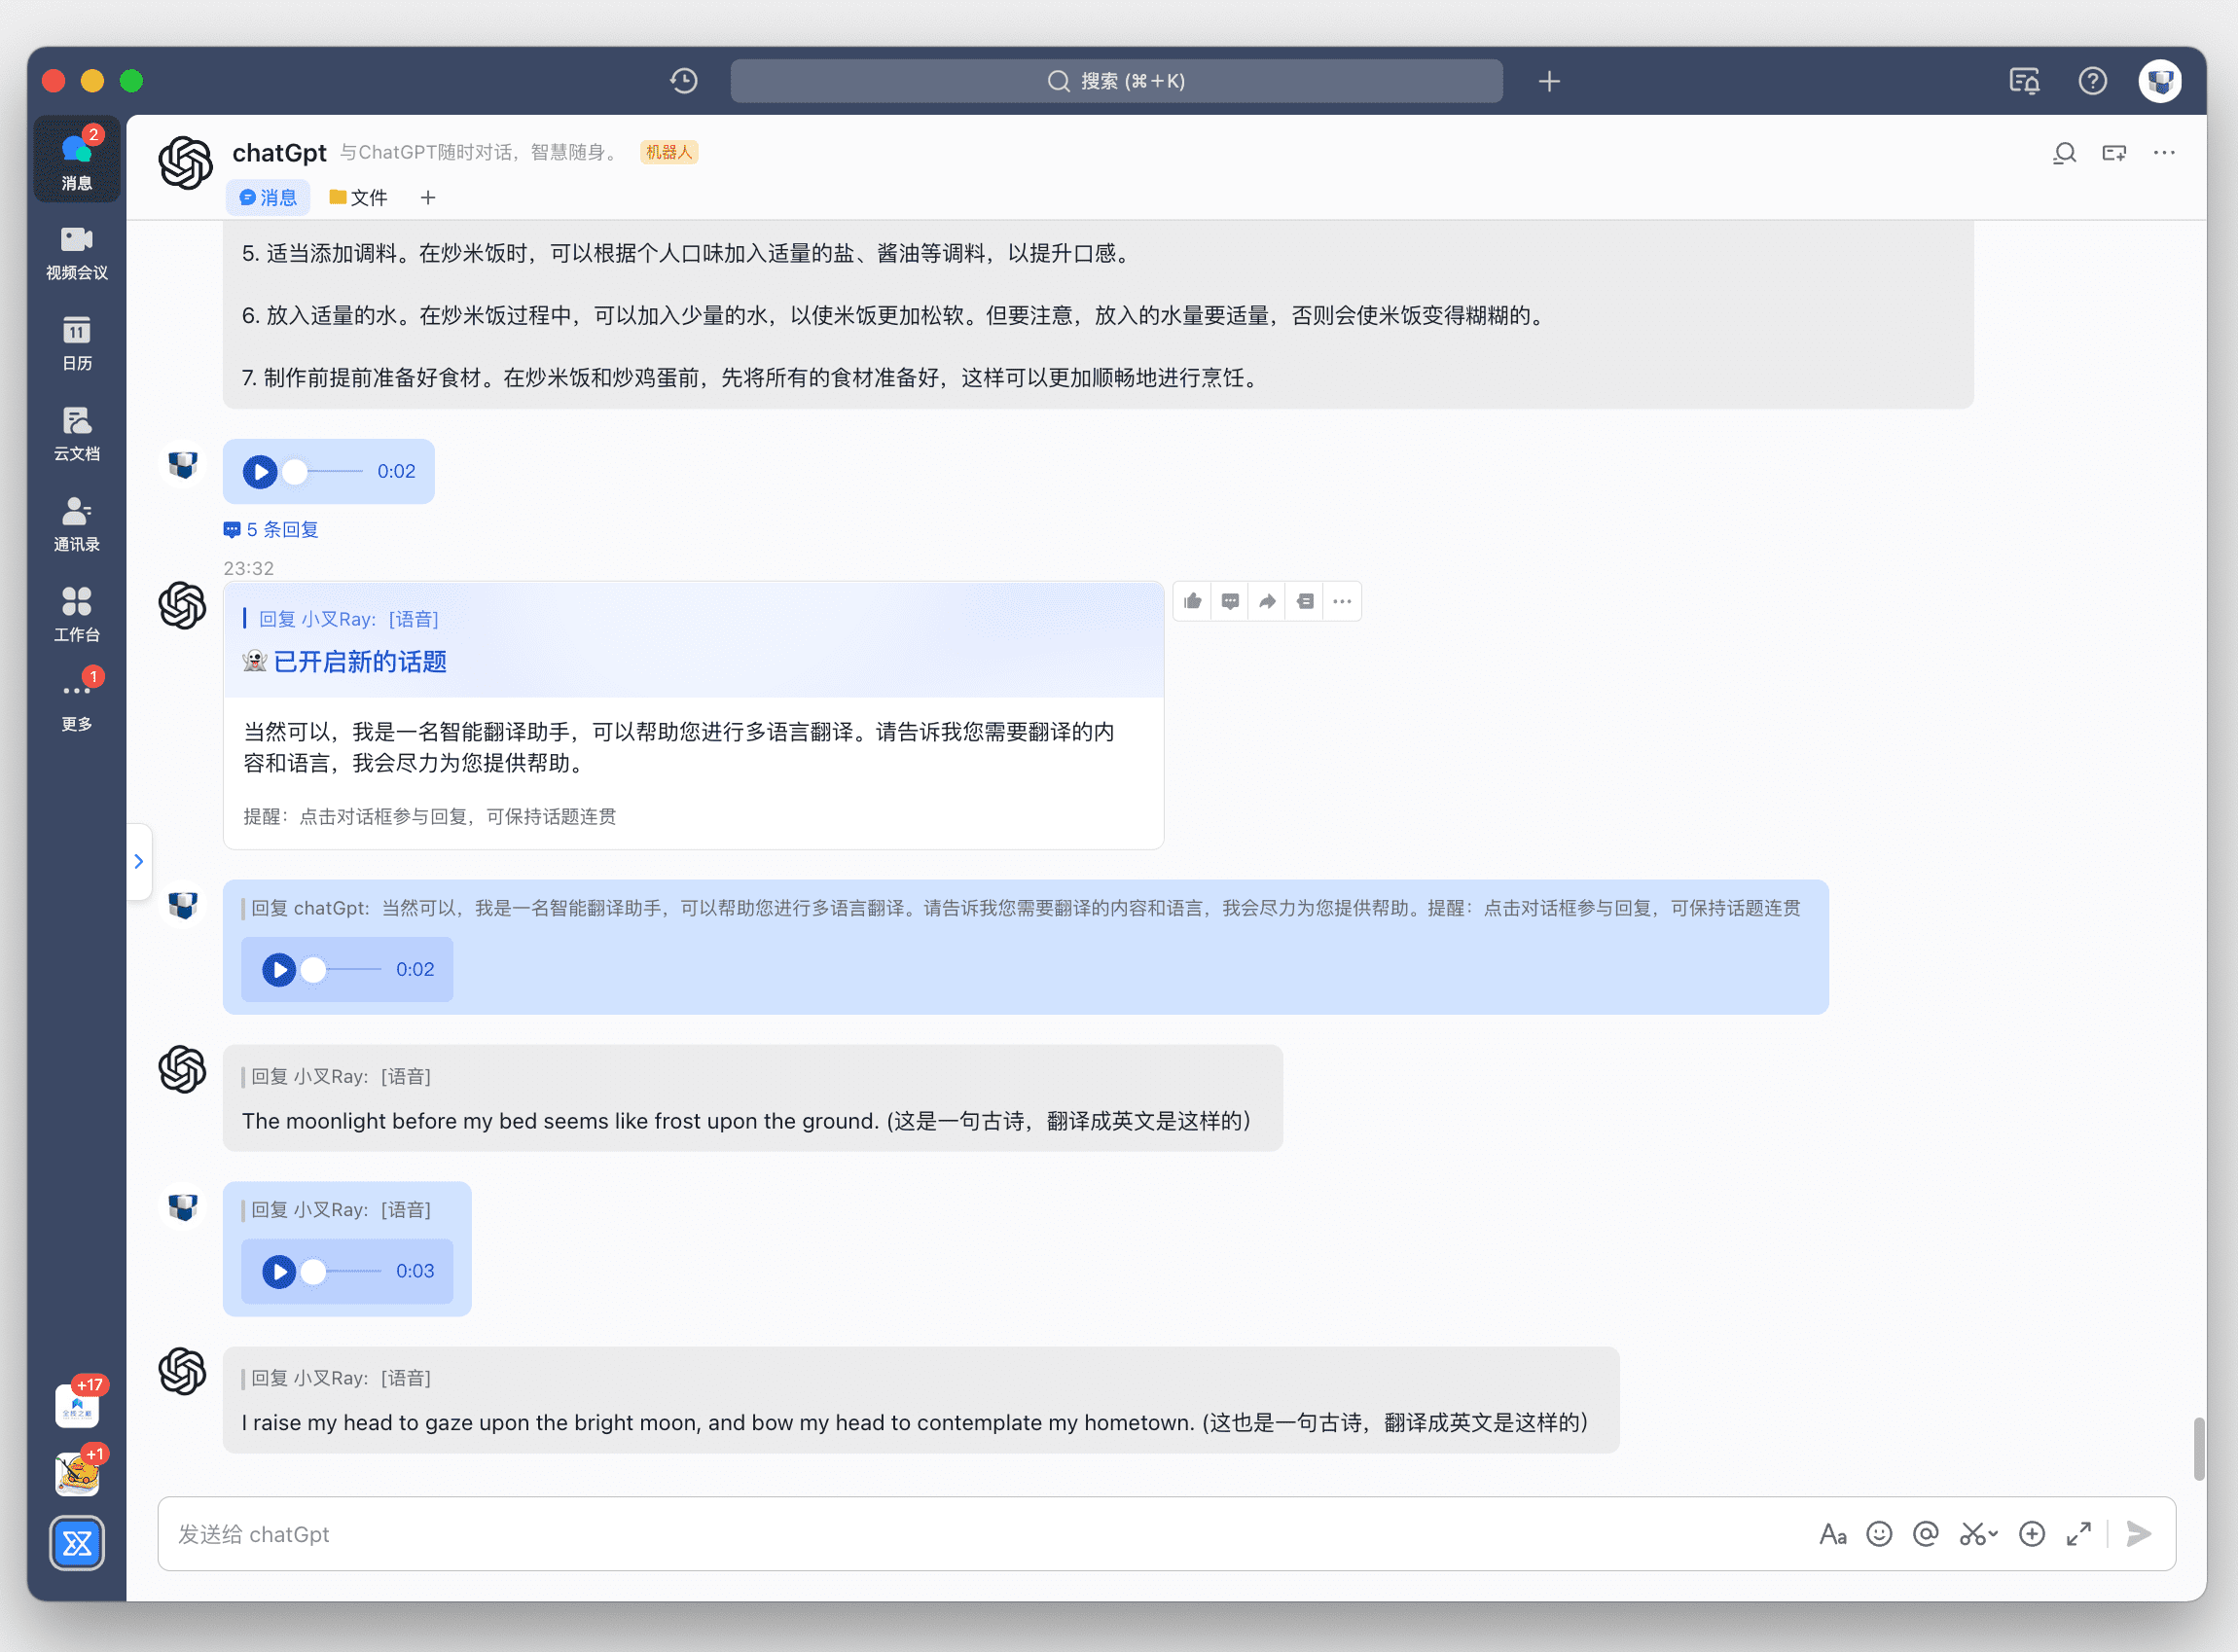 搜索 (⌘+K)
2
消息
视频会议
11
日历
云文档
通讯录
工作台
1
更多
+17
全栈之巅
+1
chatGpt 与ChatGPT随时对话，智慧随身。 机器人
消息 文件
5. 适当添加调料。在炒米饭时，可以根据个人口味加入适量的盐、酱油等调料，以提升口感。
6. 放入适量的水。在炒米饭过程中，可以加入少量的水，以使米饭更加松软。但要注意，放入的水量要适量，否则会使米饭变得糊糊的。
7. 制作前提前准备好食材。在炒米饭和炒鸡蛋前，先将所有的食材准备好，这样可以更加顺畅地进行烹饪。
0:02
5 条回复
23:32
回复 小叉Ray: [语音]
已开启新的话题
当然可以，我是一名智能翻译助手，可以帮助您进行多语言翻译。请告诉我您需要翻译的内
容和语言，我会尽力为您提供帮助。
提醒：点击对话框参与回复，可保持话题连贯
回复 chatGpt: 当然可以，我是一名智能翻译助手，可以帮助您进行多语言翻译。请告诉我您需要翻译的内容和语言，我会尽力为您提供帮助。提醒：点击对话框参与回复，可保持话题连贯
0:02
回复 小叉Ray: [语音]
The moonlight before my bed seems like frost upon the ground. (这是一句古诗，翻译成英文是这样的)
回复 小叉Ray: [语音]
0:03
回复 小叉Ray: [语音]
I raise my head to gaze upon the bright moon, and bow my head to contemplate my hometown. (这也是一句古诗，翻译成英文是这样的)
发送给 chatGpt
Aa